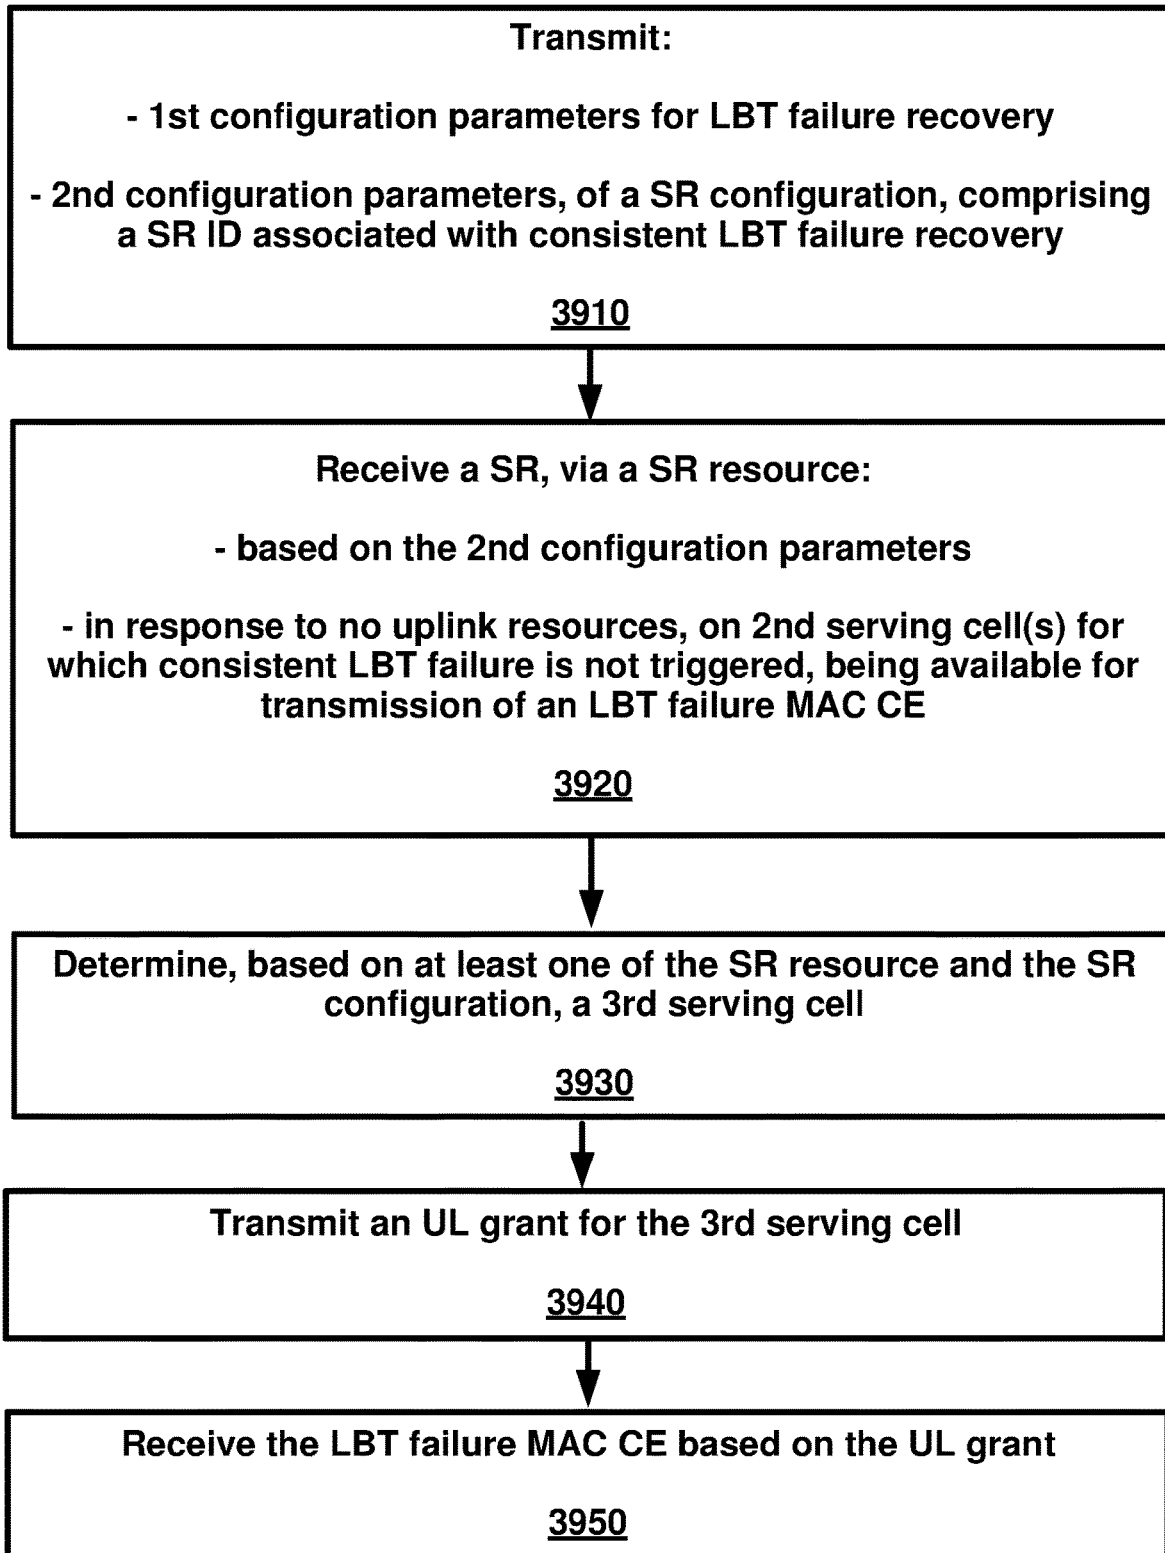 Transmit:
- 1st configuration parameters for LBT failure recovery
- 2nd configuration parameters, of a SR configuration, comprising
a SR ID associated with consistent LBT failure recovery
3910
Receive a SR, via a SR resource:
- based on the 2nd configuration parameters
- in response to no uplink resources, on 2nd serving cell(s) for
which consistent LBT failure is not triggered, being available for
transmission of an LBT failure MAC CE
3920
Determine, based on at least one of the SR resource and the SR
configuration, a 3rd serving cell
3930
Transmit an UL grant for the 3rd serving cell
3940
Receive the LBT failure MAC CE based on the UL grant
3950